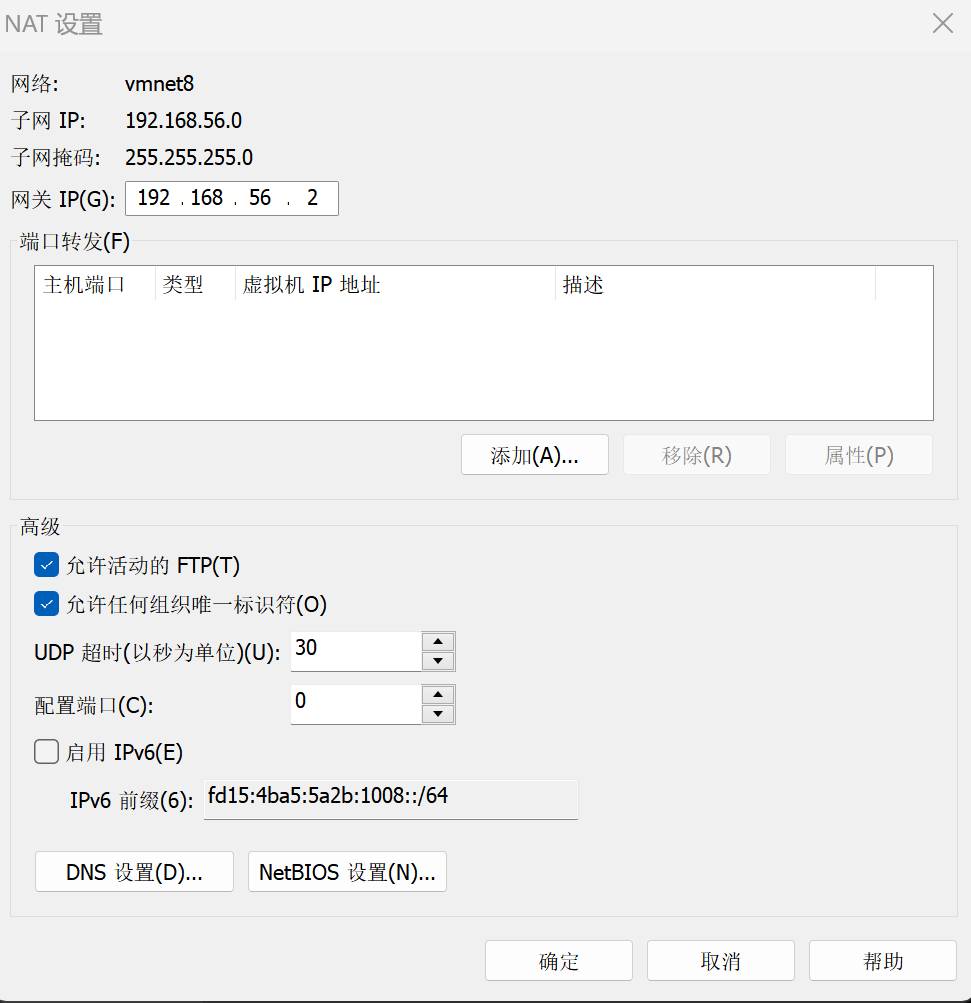 NAT 设置
网络: vmnet8
子网 IP: 192.168.56.0
子网掩码: 255.255.255.0
网关 IP(G): 192 . 168 . 56 . 2
端口转发(F)
主机端口 类型 虚拟机 IP 地址 描述
添加(A)... 移除(R) 属性(P)
高级
允许活动的 FTP(T)
允许任何组织唯一标识符(O)
UDP 超时(以秒为单位)(U): 30
配置端口(C): 0
启用 IPv6(E)
IPv6 前缀(6): fd15:4ba5:5a2b:1008::/64
DNS 设置(D)... NetBIOS 设置(N)...
确定 取消 帮助